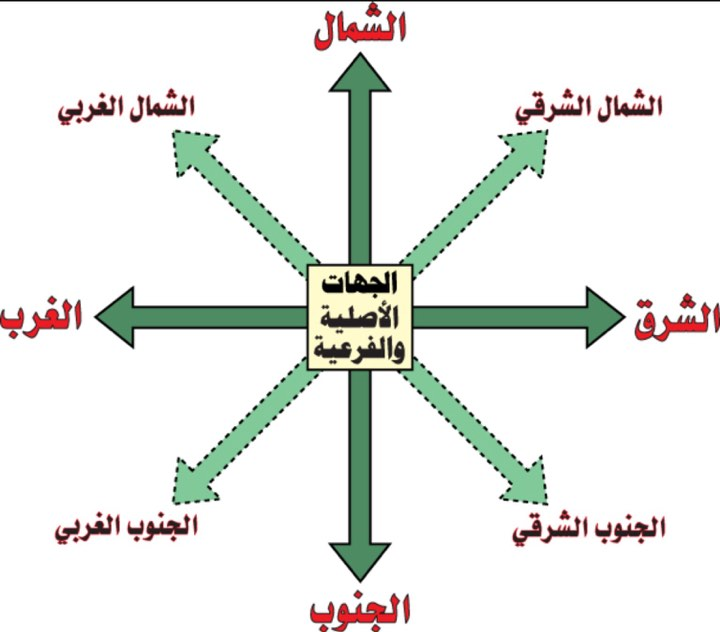 الشمال
الشمال الشرقي
الشمال الغربي
الجهات
الأصلية
والفرعية
الشرق
الغرب
الجنوب الشرقي
الجنوب الغربي
الجنوب